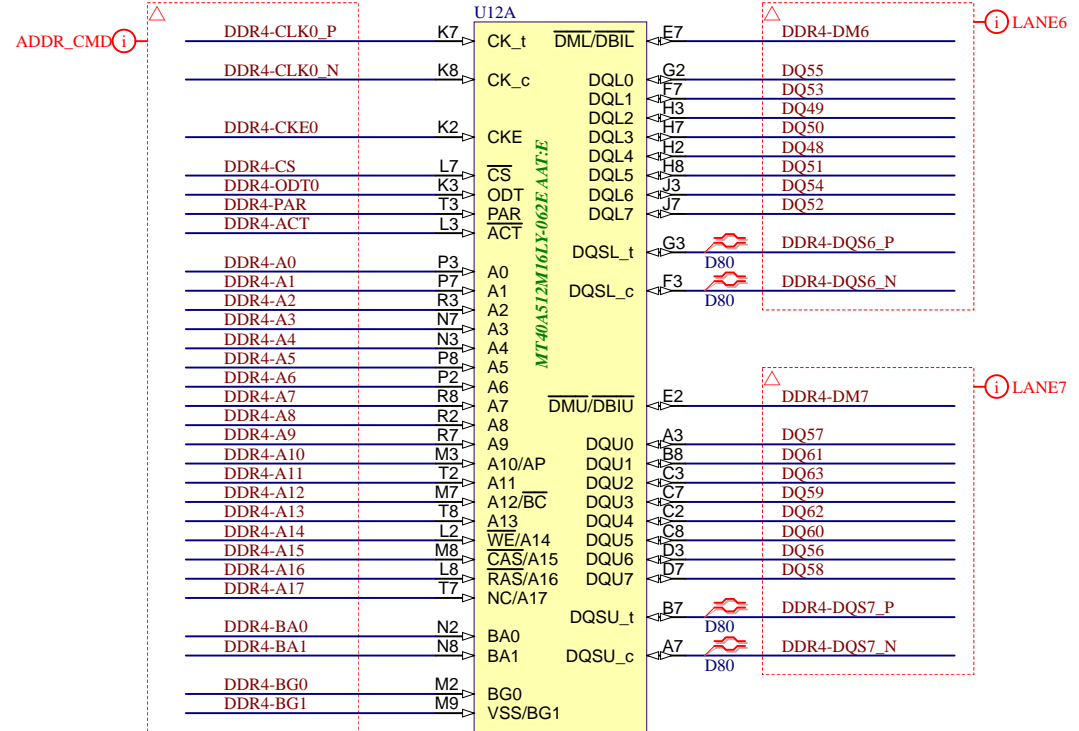 U12A
ADDR_CMD i
i LANE6
DDR4-CLK0_P K7 CK_t DML/DBIL E7 DDR4-DM6
DDR4-CLK0_N K8 CK_c DQL0 G2 DQ55
DQL1 F7 DQ53
DQL2 H3 DQ49
DDR4-CKE0 K2 CKE DQL3 H7 DQ50
DQL4 H2 DQ48
DDR4-CS L7 CS DQL5 H8 DQ51
DDR4-ODT0 K3 ODT DQL6 J3 DQ54
DDR4-PAR T3 PAR DQL7 J7 DQ52
DDR4-ACT L3 ACT
MT40A512M16LY-062E AAT:E
DQSL_t G3 D80 DDR4-DQS6_P
DDR4-A0 P3 A0
DDR4-A1 P7 A1 DQSL_c F3 D80 DDR4-DQS6_N
DDR4-A2 R3 A2
DDR4-A3 N7 A3
DDR4-A4 N3 A4
DDR4-A5 P8 A5
DDR4-A6 P2 A6
i LANE7
DDR4-A7 R8 A7 DMU/DBIU E2 DDR4-DM7
DDR4-A8 R2 A8
DDR4-A9 R7 A9 DQU0 A3 DQ57
DDR4-A10 M3 A10/AP DQU1 B8 DQ61
DDR4-A11 T2 A11 DQU2 C3 DQ63
DDR4-A12 M7 A12/BC DQU3 C7 DQ59
DDR4-A13 T8 A13 DQU4 C2 DQ62
DDR4-A14 L2 WE/A14 DQU5 C8 DQ60
DDR4-A15 M8 CAS/A15 DQU6 D3 DQ56
DDR4-A16 L8 RAS/A16 DQU7 D7 DQ58
DDR4-A17 T7 NC/A17
DQSU_t B7 D80 DDR4-DQS7_P
DDR4-BA0 N2 BA0
DDR4-BA1 N8 BA1 DQSU_c A7 D80 DDR4-DQS7_N
DDR4-BG0 M2 BG0
DDR4-BG1 M9 VSS/BG1